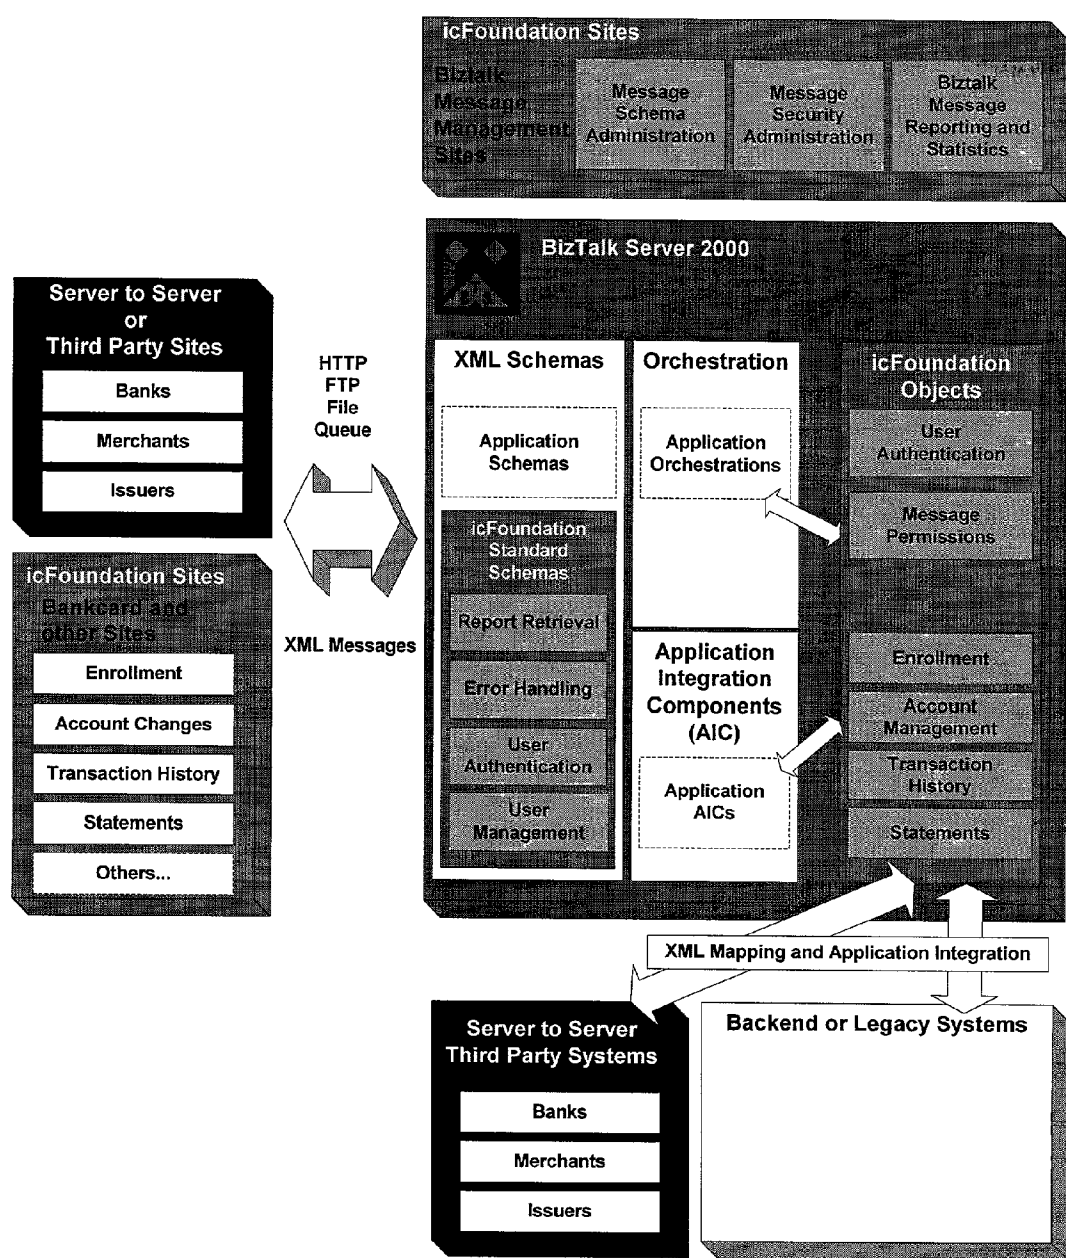 icFoundation Sites
Biztalk
Message
Management
Sites
Message
Schema
Administration
Message
Security
Administration
Biztalk
Message
Reporting and
Statistics
BizTalk Server 2000
Server to Server
or
Third Party Sites
Banks
Merchants
Issuers
HTTP
FTP
File
Queue
XML Messages
icFoundation Sites
Bankcard and
other Sites
Enrollment
Account Changes
Transaction History
Statements
Others...
XML Schemas
Application
Schemas
icFoundation
Standard
Schemas
Report Retrieval
Error Handling
User
Authentication
User
Management
Orchestration
Application
Orchestrations
Application
Integration
Components
(AIC)
Application
AICs
icFoundation
Objects
User
Authentication
Message
Permissions
Enrollment
Account
Management
Transaction
History
Statements
XML Mapping and Application Integration
Server to Server
Third Party Systems
Banks
Merchants
Issuers
Backend or Legacy Systems